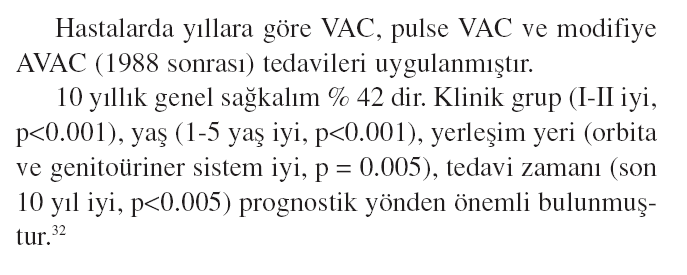 Hastalarda yıllara göre VAC, pulse VAC ve modifiye
AVAC (1988 sonrası) tedavileri uygulanmıştır.
10 yıllık genel sağkalım % 42 dir. Klinik grup (I-II iyi,
p<0.001), yaş (1-5 yaş iyi, p<0.001), yerleşim yeri (orbita
ve genitoüriner sistem iyi, p = 0.005), tedavi zamanı (son
10 yıl iyi, p<0.005) prognostik yönden önemli bulunmuş-
tur.32